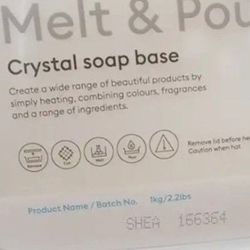 Melt & Pou
Crystal soap base
Create a wide range of beautiful products by
simply heating, combining colours, fragrances
and a range of ingredients.
Remove lid before he
Caution when hot.
Product Name / Batch No. 1kg/2.2lbs
SHEA 166364